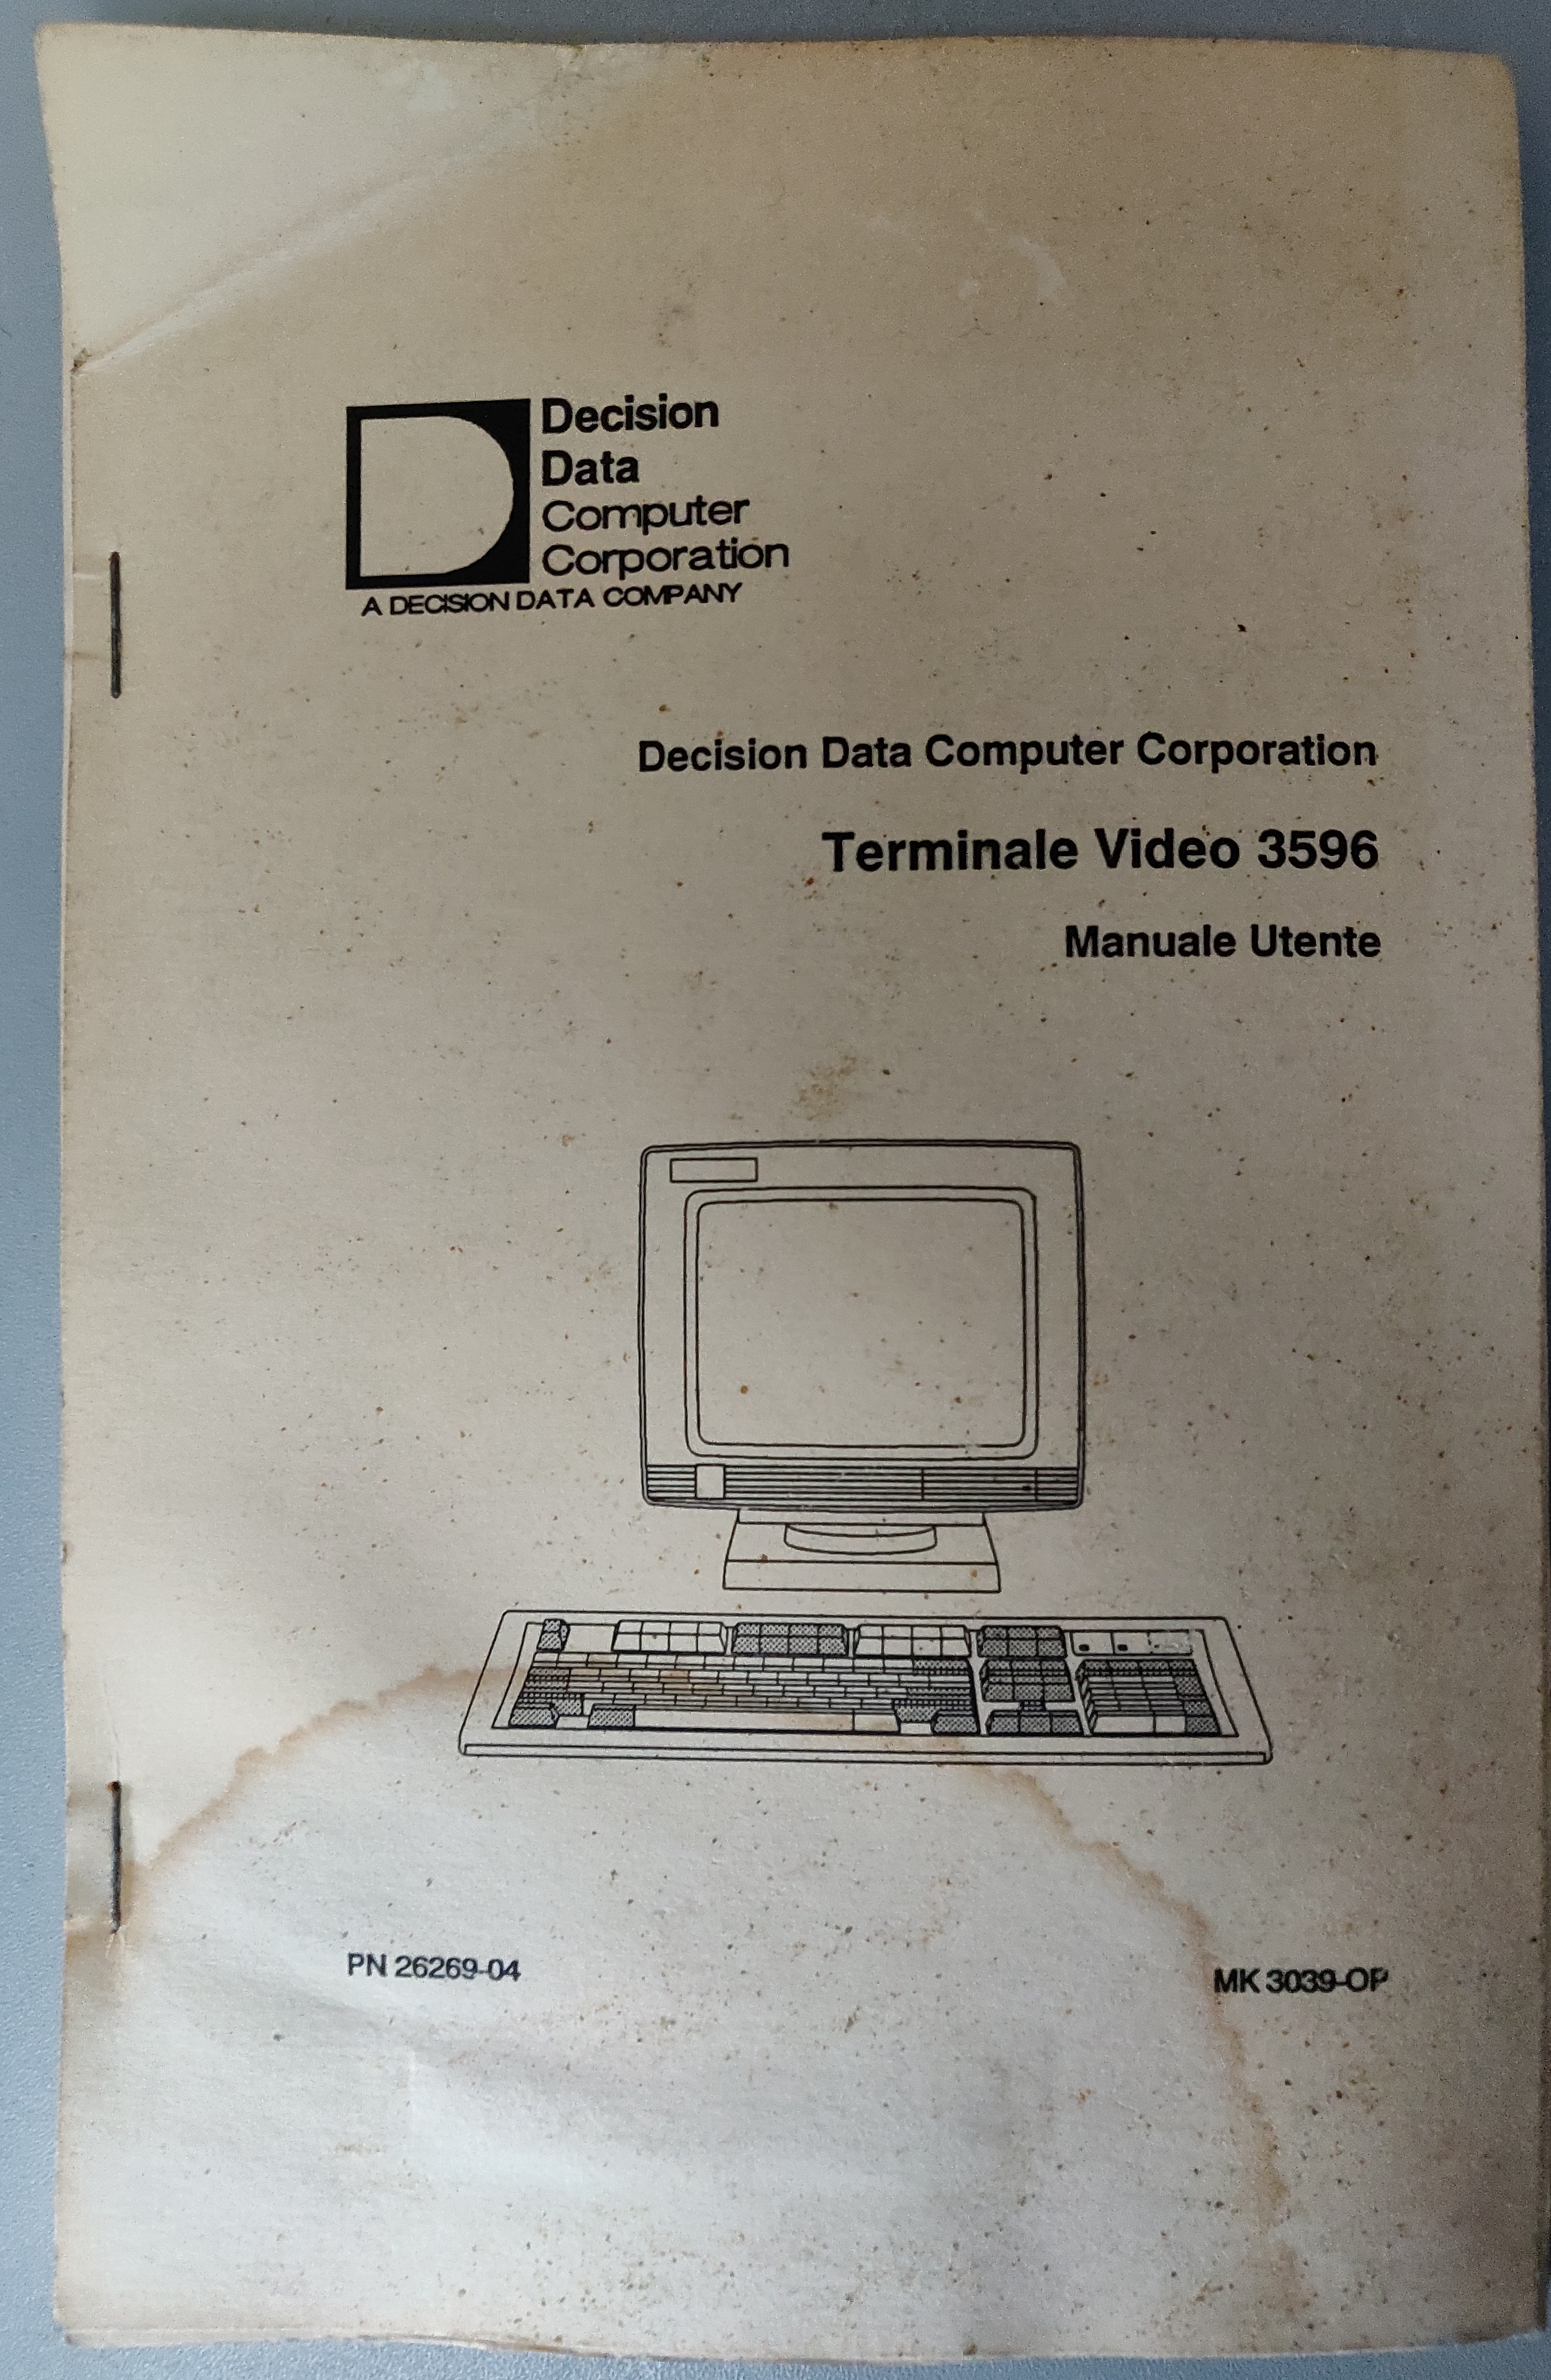 Decision
Data
Computer
Corporation
A DECISION DATA COMPANY
Decision Data Computer Corporation
Terminale Video 3596
Manuale Utente
PN 26269-04
MK 3039-OP